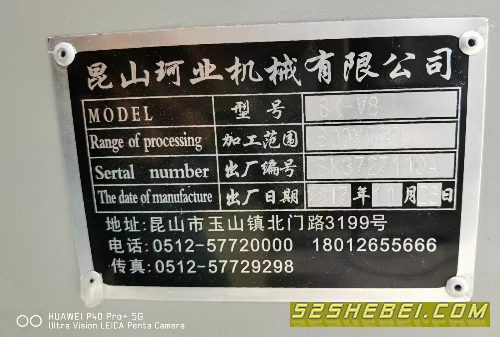 昆山珂业机械有限公司
MODEL 型号
Range of processing 加工范围
Sertal number 出厂编号
The date of manufacture 出厂日期 年 月 日
地址:昆山市玉山镇北门路3199号
电话:0512-57720000 18012655666
传真:0512-57729298
HUAWEI P40 Pro+ 5G
Ultra Vision LEICA Penta Camera
52SHEBEI.COM